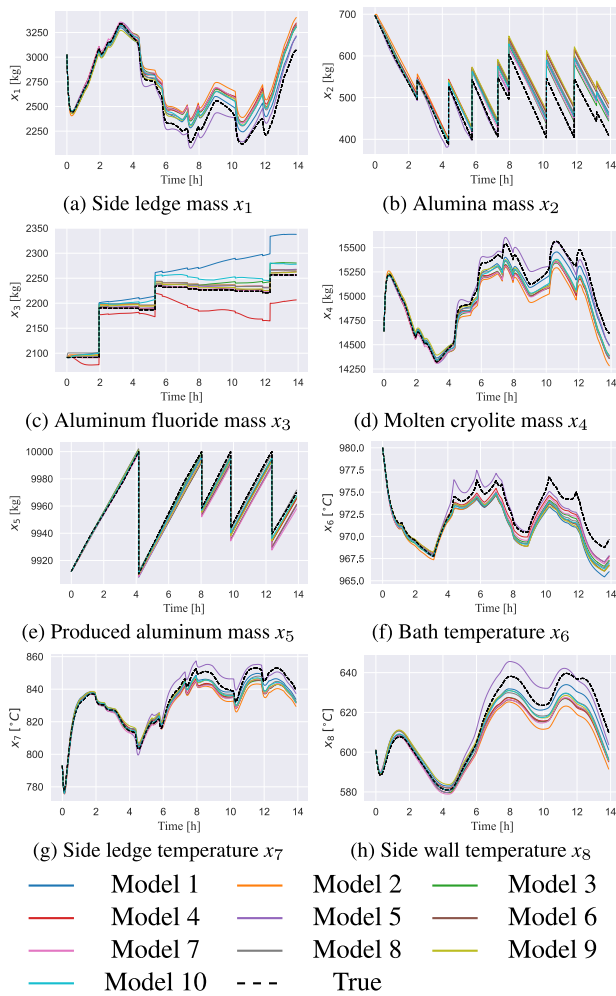 3250
3000
2750
2500
2250
x1 [kg]
0 2 4 6 8 10 12 14
Time [h]
(a) Side ledge mass x1
700
600
500
400
x2 [kg]
0 2 4 6 8 10 12 14
Time [h]
(b) Alumina mass x2
2350
2300
2250
2200
2150
2100
x3 [kg]
0 2 4 6 8 10 12 14
Time [h]
(c) Aluminum fluoride mass x3
15500
15250
15000
14750
14500
14250
x4 [kg]
0 2 4 6 8 10 12 14
Time [h]
(d) Molten cryolite mass x4
10000
9980
9960
9940
9920
x5 [kg]
0 2 4 6 8 10 12 14
Time [h]
(e) Produced aluminum mass x5
980.0
977.5
975.0
972.5
970.0
967.5
965.0
x6 [°C]
0 2 4 6 8 10 12 14
Time [h]
(f) Bath temperature x6
860
840
820
800
780
x7 [°C]
0 2 4 6 8 10 12 14
Time [h]
(g) Side ledge temperature x7
640
620
600
580
x8 [°C]
0 2 4 6 8 10 12 14
Time [h]
(h) Side wall temperature x8
Model 1 Model 2 Model 3
Model 4 Model 5 Model 6
Model 7 Model 8 Model 9
Model 10 True